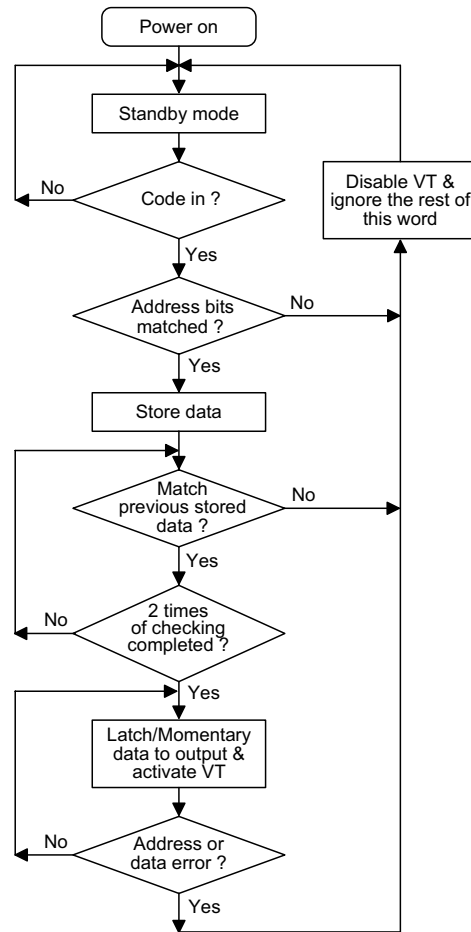 Power on
Standby mode
No
Code in ?
Disable VT &
ignore the rest of
this word
Yes
Address bits
matched ?
No
Yes
Store data
Match
previous stored
data ?
No
Yes
No
2 times
of checking
completed ?
Yes
Latch/Momentary
data to output &
activate VT
No
Address or
data error ?
Yes